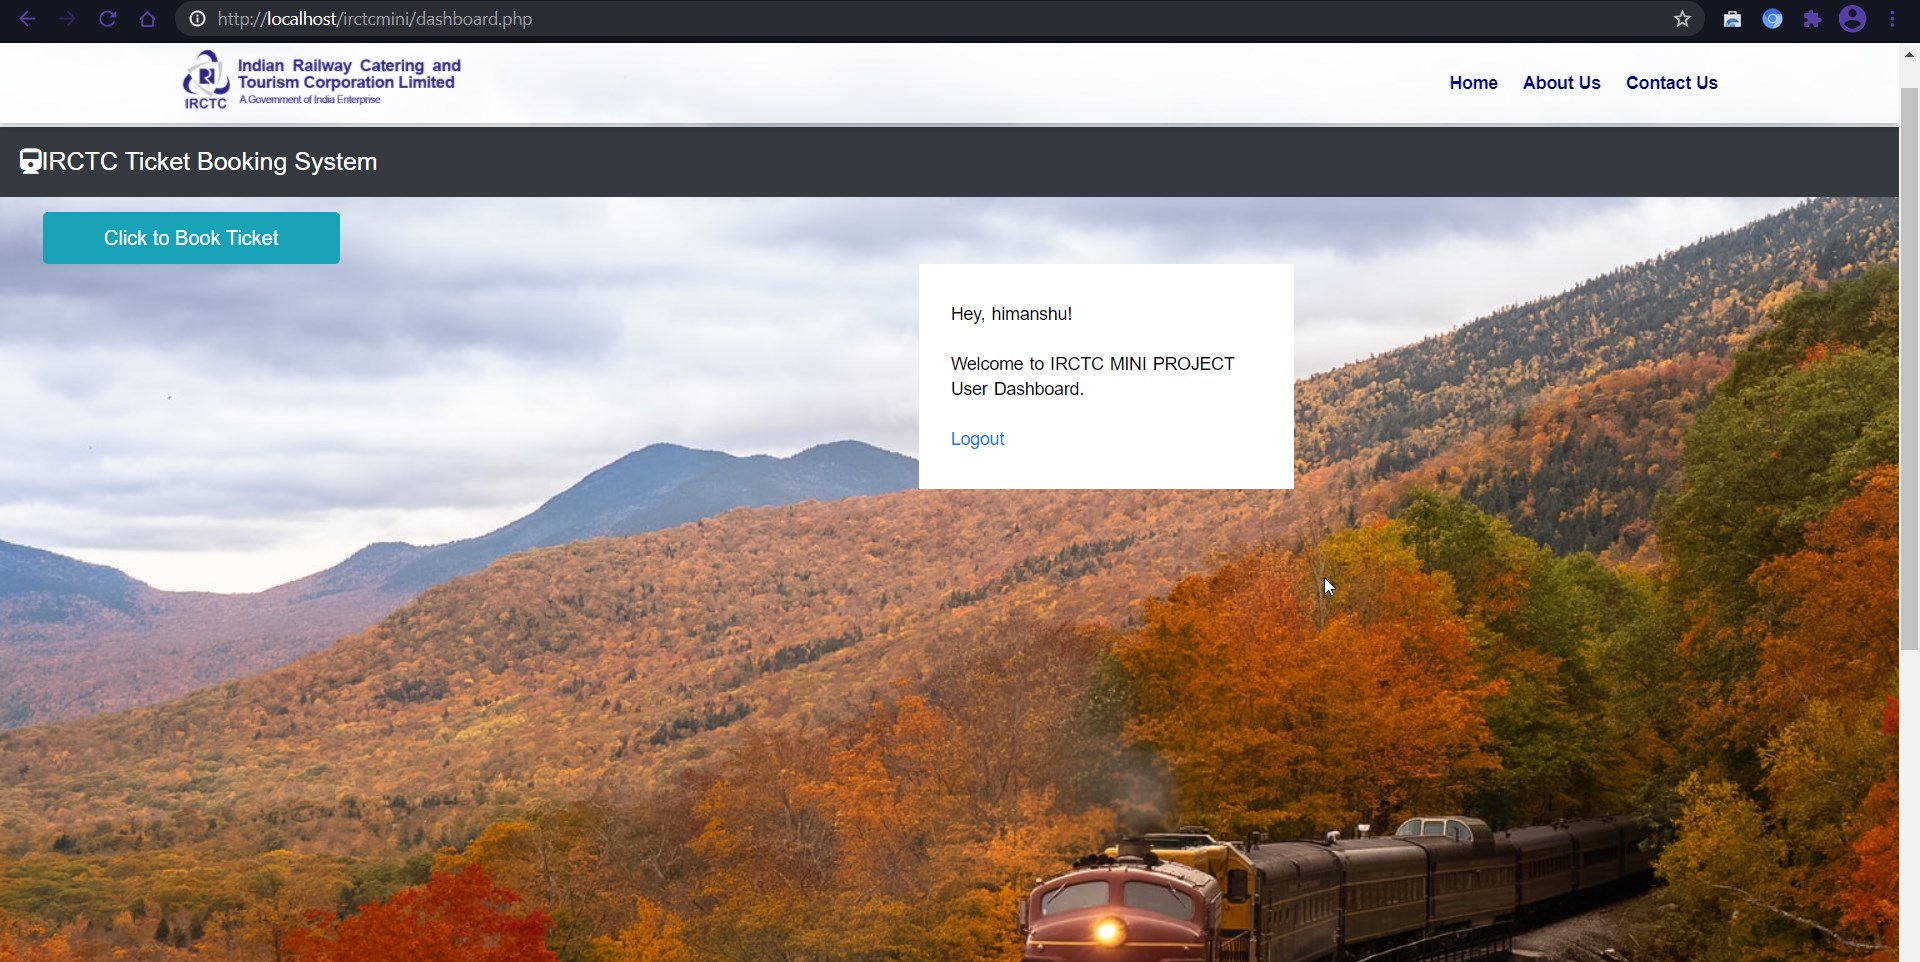 http://localhost/irctcmini/dashboard.php
Indian Railway Catering and
Tourism Corporation Limited
IRCTC A Government of India Enterprise
Home About Us Contact Us
IRCTC Ticket Booking System
Click to Book Ticket
Hey, himanshu!
Welcome to IRCTC MINI PROJECT
User Dashboard.
Logout